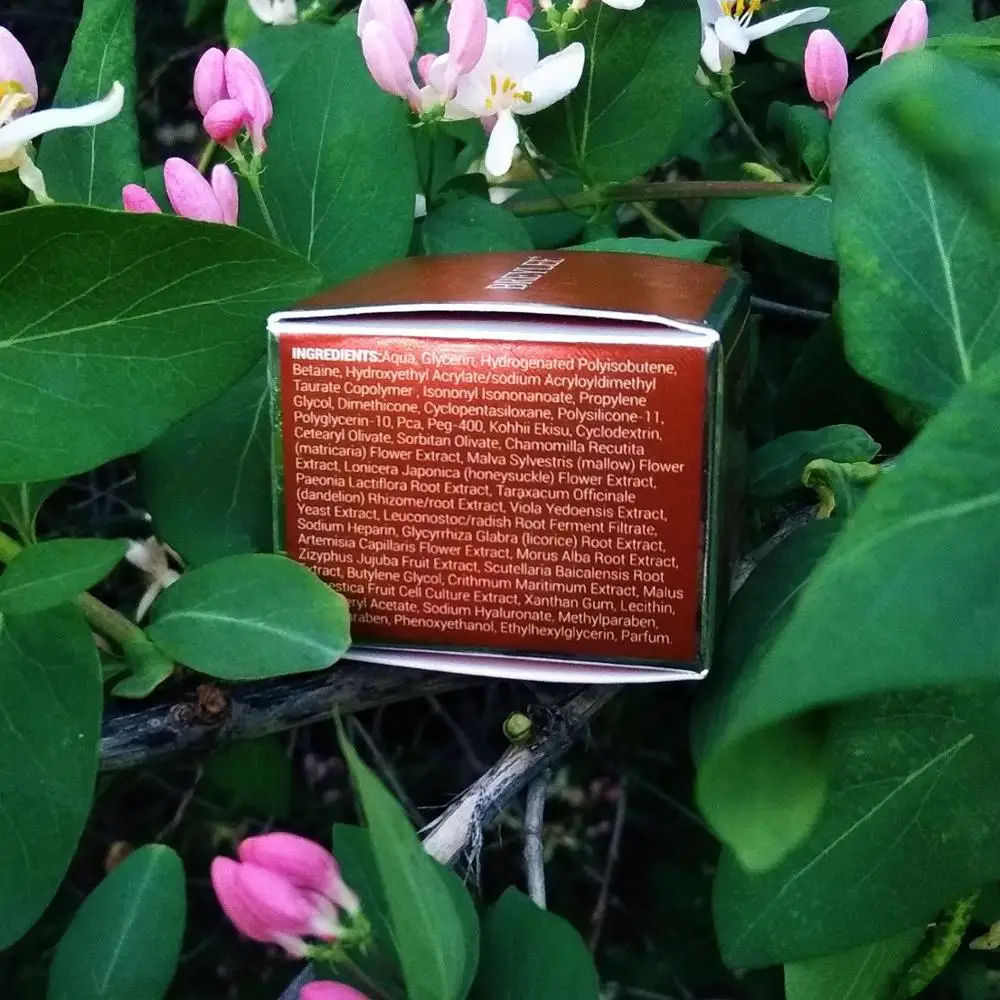 BREYLEE
INGREDIENTS:Aqua, Glycerin, Hydrogenated Polyisobutene,
Betaine, Hydroxyethyl Acrylate/sodium Acryloyldimethyl
Taurate Copolymer , Isononyl Isononanoate, Propylene
Glycol, Dimethicone, Cyclopentasiloxane, Polysilicone-11,
Polyglycerin-10, Pca, Peg-400, Kohhii Ekisu, Cyclodextrin,
Cetearyl Olivate, Sorbitan Olivate, Chamomilla Recutita
(matricaria) Flower Extract, Malva Sylvestris (mallow) Flower
Extract, Lonicera Japonica (honeysuckle) Flower Extract,
Paeonia Lactiflora Root Extract, Taraxacum Officinale
(dandelion) Rhizome/root Extract, Viola Yedoensis Extract,
Yeast Extract, Leuconostoc/radish Root Ferment Filtrate,
Sodium Heparin, Glycyrrhiza Glabra (licorice) Root Extract,
Artemisia Capillaris Flower Extract, Morus Alba Root Extract,
Zizyphus Jujuba Fruit Extract, Scutellaria Baicalensis Root
Extract, Butylene Glycol, Crithmum Maritimum Extract, Malus
Fruit Cell Culture Extract, Xanthan Gum, Lecithin,
Acetate, Sodium Hyaluronate, Methylparaben,
Phenoxyethanol, Ethylhexylglycerin, Parfum.